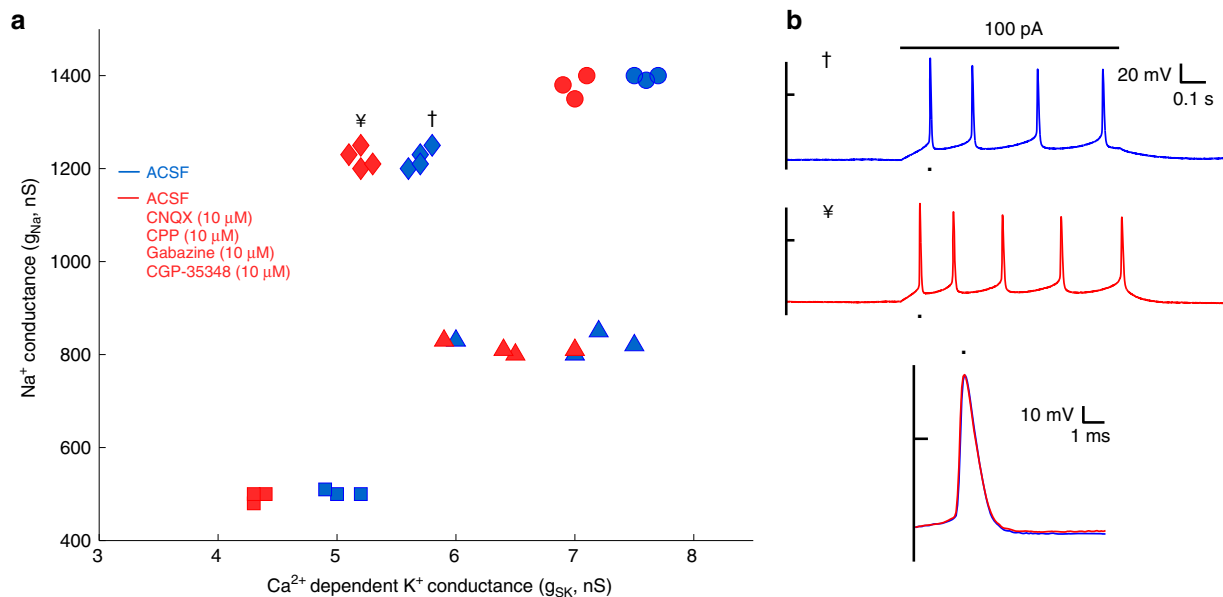 a
Na⁺ conductance (g_Na, nS)
1400
1200
1000
800
600
400
3
4
5
6
7
8
Ca²⁺ dependent K⁺ conductance (g_SK, nS)
¥
†
ACSF
ACSF
CNQX (10 μM)
CPP (10 μM)
Gabazine (10 μM)
CGP-35348 (10 μM)
b
100 pA
†
20 mV
0.1 s
¥
10 mV
1 ms